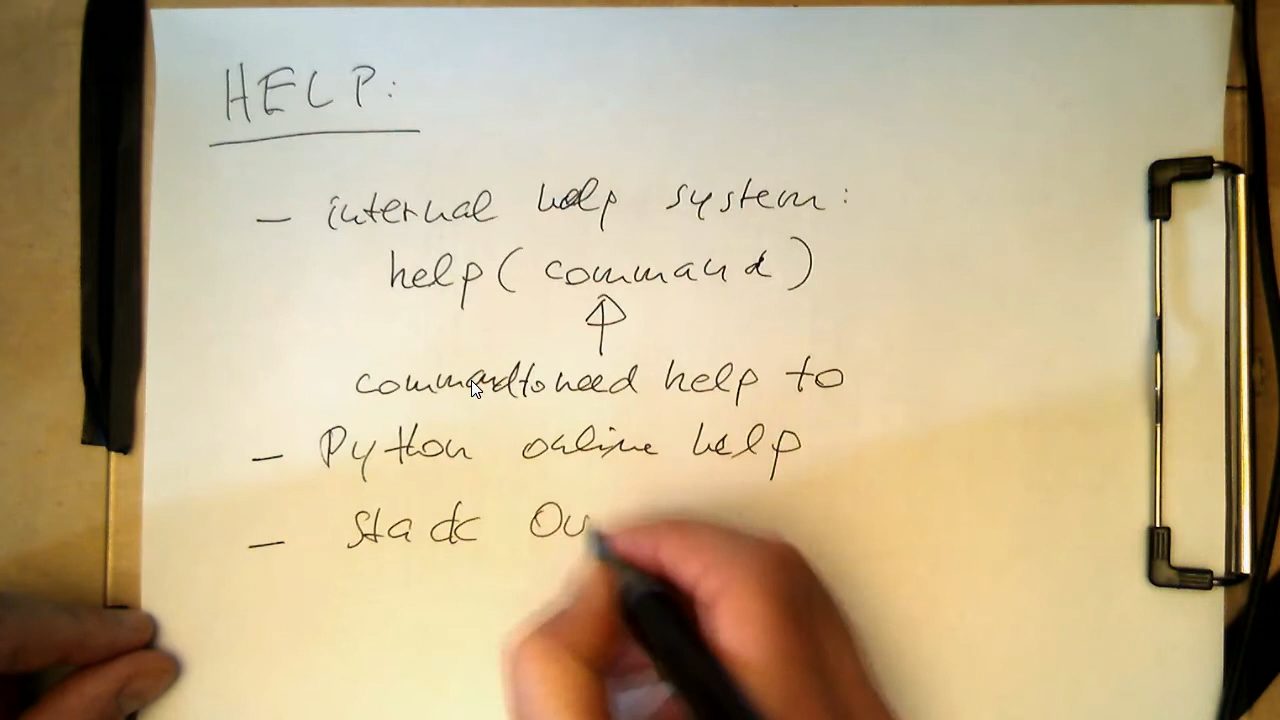 HELP:
- internal help system:
help(command)
command to need help to
- Python online help
- Stack Ov